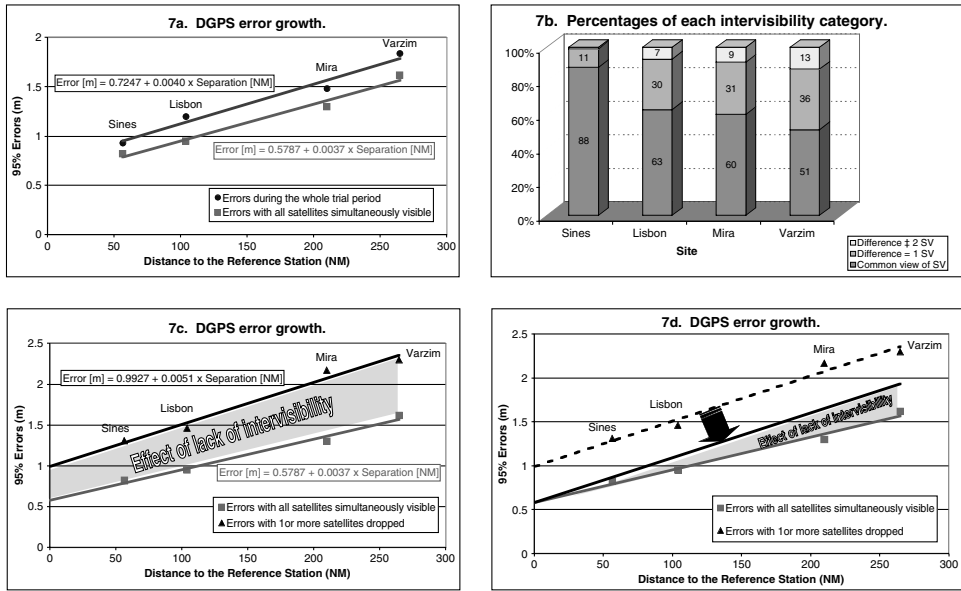 7a. DGPS error growth.
2
1.5
1
0.5
0
95% Errors (m)
Varzim
Mira
Error [m] = 0.7247 + 0.0040 x Separation [NM]
Lisbon
Sines
Error [m] = 0.5787 + 0.0037 x Separation [NM]
Errors during the whole trial period
Errors with all satellites simultaneously visible
0 50 100 150 200 250 300
Distance to the Reference Station (NM)
7b. Percentages of each intervisibility category.
100%
80%
60%
40%
20%
0%
11 7 9 13
30 31 36
88 63 60 51
Sines Lisbon Mira Varzim
Site
Difference ‡ 2 SV
Difference = 1 SV
Common view of SV
7c. DGPS error growth.
2.5
2
1.5
1
0.5
0
95% Errors (m)
Varzim
Mira
Error [m] = 0.9927 + 0.0051 x Separation [NM]
Lisbon
Sines
Effect of lack of intervisibility
Error [m] = 0.5787 + 0.0037 x Separation [NM]
Errors with all satellites simultaneously visible
Errors with 1or more satellites dropped
0 50 100 150 200 250 300
Distance to the Reference Station (NM)
7d. DGPS error growth.
2.5
2
1.5
1
0.5
0
95% Errors (m)
Varzim
Mira
Lisbon
Sines
Effect of lack of intervisibility
Errors with all satellites simultaneously visible
Errors with 1or more satellites dropped
0 50 100 150 200 250 300
Distance to the Reference Station (NM)